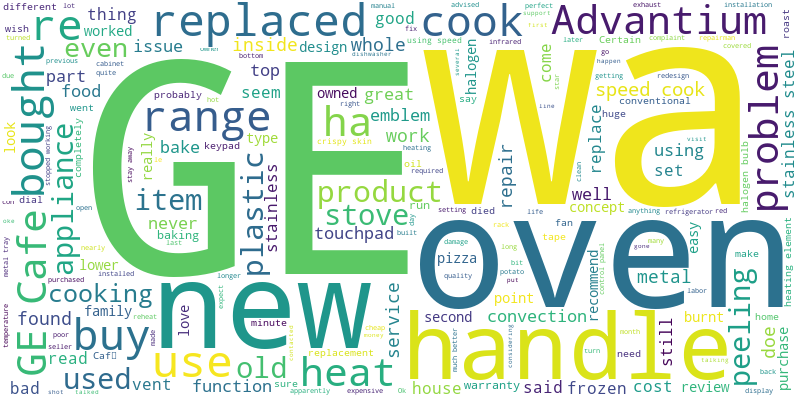 different
lot
re
replaced
cook
Advantium
exhaust
installation
wish
thing
worked
inside
good
manual
advised
perfect
support
first
turned
even
issue
design
whole
using speed
infrared
later
Certain
complaint
repairmen
covered
owner
fix
previous
bottom
dishwasher
halogen
come
getting
go
happen
redesign
roast
part
top
several
cabinet
quite
food
seem
owned
great
speed cook
due
went
probably
hot
right
say
line
conventional
star
range
ha
emblem
work
huge
bought
GE
wa
problem
stainless steel
look
completely
really
type
keypad
crispy skin
oil
heating
using
set
visit
stopped working
bake
stay away
required
repair
replace
clean
appliance
item
product
plastic
stainless
stove
run
well
dial
never
touchpad
day
setting
died
life
concept
anything
refrigerator
red
halogen bulb
open
baking
last
built
fan
oven
metal tray
nearly
lower
installed
longer
rack
tape
easy
gone
many
make
purchased
Cafe
cooking
new
damage
pizza
long
bit
potato
put
quality
recommend
control panel
metal
heating element
temperature
family
love
expect
minute
service
point
convection
burnt
labor
doe
home
GE
found
reheat
made
handle
second
still
peeling
poor
seller
buy
use
old
heat
replacement
cheap
money
contacted
much better
considering
turn
month
need
talking
back
purchase
read
Caf
bad
used
vent
function
sure
apparently
expensive
Ok
house
warranty
said
frozen
cost
review
display
shot
talked